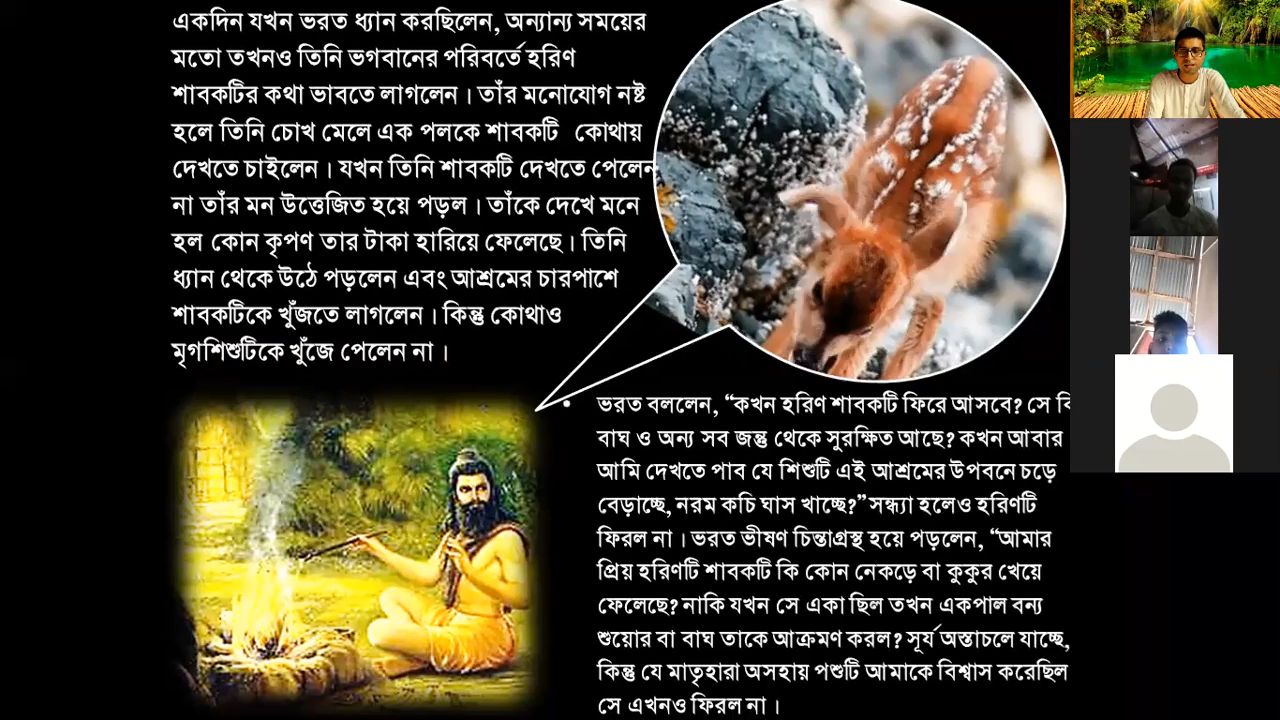 একদিন যখন ভরত ধ্যান করছিলেন, অন্যান্য সময়ের
মতো তখনও তিনি ভগবানের পরিবর্তে হরিণ
শাবকটির কথা ভাবতে লাগলেন। তাঁর মনোযোগ নষ্ট
হলে তিনি চোখ মেলে এক পলকে শাবকটি কোথায়
দেখতে চাইলেন। যখন তিনি শাবকটি দেখতে পেলেন
না তাঁর মন উত্তেজিত হয়ে পড়ল। তাঁকে দেখে মনে
হল কোন কৃপণ তার টাকা হারিয়ে ফেলেছে। তিনি
ধ্যান থেকে উঠে পড়লেন এবং আশ্রমের চারপাশে
শাবকটিকে খুঁজতে লাগলেন। কিন্তু কোথাও
মৃগশিশুটিকে খুঁজে পেলেন না।
• ভরত বললেন, “কখন হরিণ শাবকটি ফিরে আসবে? সে
বাঘ ও অন্য সব জন্তু থেকে সুরক্ষিত আছে? কখন আবার
আমি দেখতে পাব যে শিশুটি এই আশ্রমের উপবনে চড়ে
বেড়াচ্ছে, নরম কচি ঘাস খাচ্ছে?” সন্ধ্যা হলেও হরিণটি
ফিরল না। ভরত ভীষণ চিন্তাগ্রস্থ হয়ে পড়লেন, “আমার
প্রিয় হরিণটি শাবকটি কি কোন নেকড়ে বা কুকুর খেয়ে
ফেলেছে? নাকি যখন সে একা ছিল তখন একপাল বন্য
শুয়োর বা বাঘ তাকে আক্রমণ করল? সূর্য অস্তাচলে যাচ্ছে,
কিন্তু যে মাতৃহারা অসহায় পশুটি আমাকে বিশ্বাস করেছিল
সে এখনও ফিরল না।